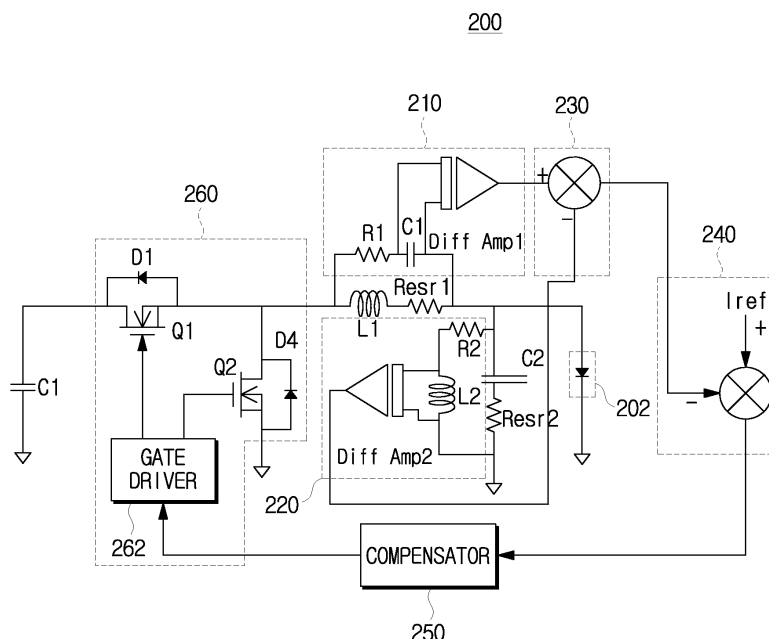 200
210
230
260
R1
C1
Diff Amp1
+
-
240
D1
Resr1
Iref
+
Q1
L1
D4
R2
Q2
C2
C1
L2
-
Resr2
202
GATE
DRIVER
Diff Amp2
262
220
COMPENSATOR
250